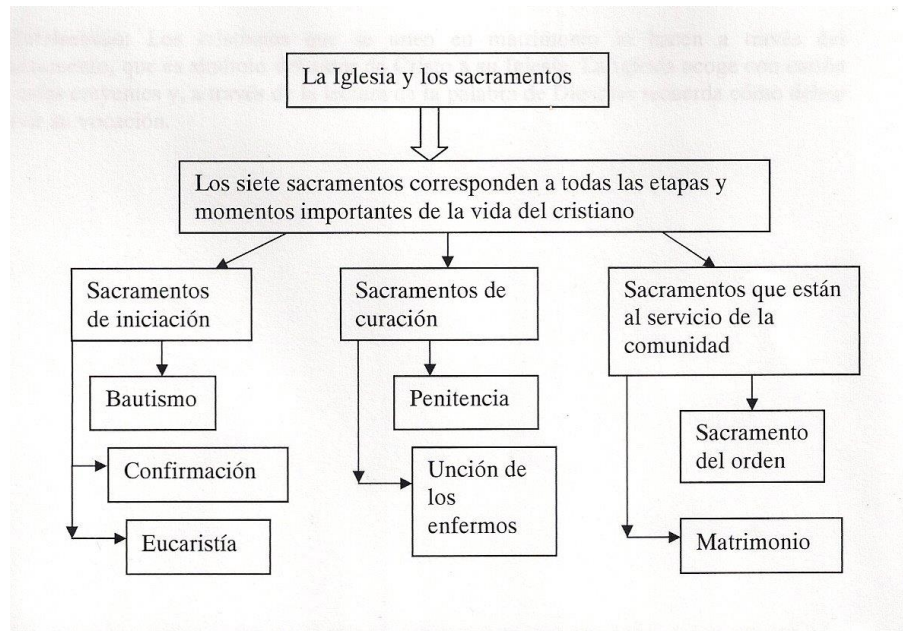 La Iglesia y los sacramentos
Los siete sacramentos corresponden a todas las etapas y
momentos importantes de la vida del cristiano
Sacramentos
de iniciación
Bautismo
Confirmación
Eucaristía
Sacramentos de
curación
Penitencia
Unción de
los
enfermos
Sacramentos que están
al servicio de la
comunidad
Sacramento
del orden
Matrimonio